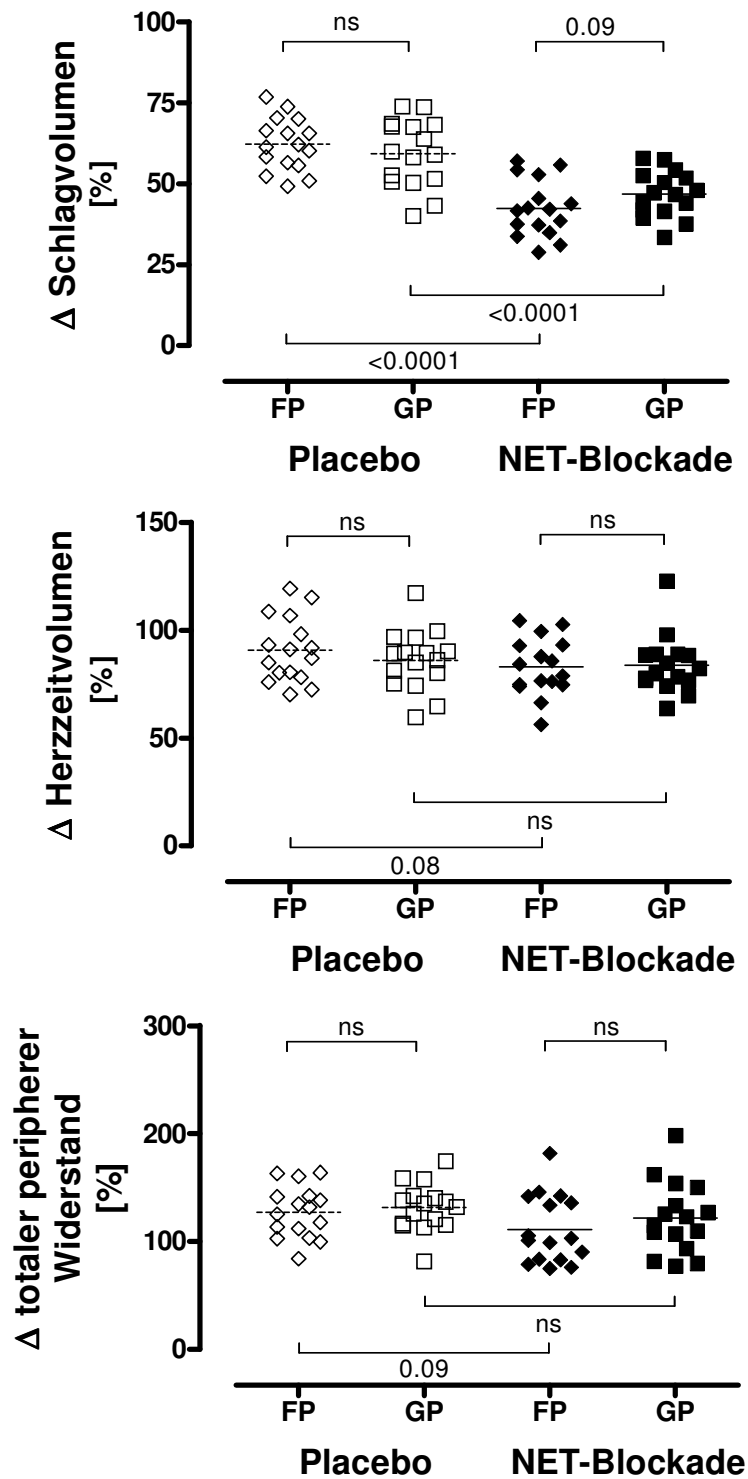 100
75
50
25
0
Δ Schlagvolumen
[%]
ns
0.09
<0.0001
<0.0001
FP GP FP GP
Placebo NET-Blockade
150
100
50
0
Δ Herzzeitvolumen
[%]
ns
ns
ns
0.08
FP GP FP GP
Placebo NET-Blockade
300
200
100
0
Δ totaler peripherer
Widerstand
[%]
ns
ns
ns
0.09
FP GP FP GP
Placebo NET-Blockade